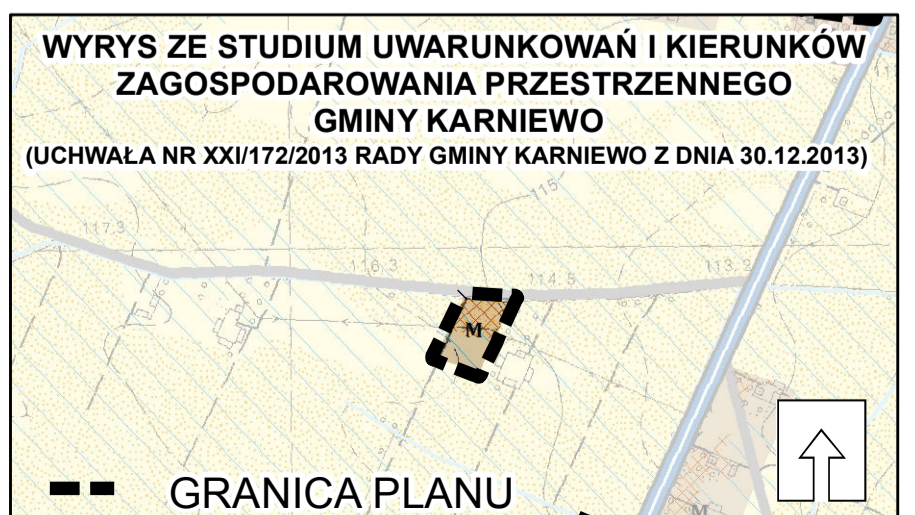 WYRYS ZE STUDIUM UWARUNKOWAŃ I KIERUNKÓW
ZAGOSPODAROWANIA PRZESTRZENNEGO
GMINY KARNIEWO
(UCHWAŁA NR XXI/172/2013 RADY GMINY KARNIEWO Z DNIA 30.12.2013)
115
117.3
116.3
114.5
113.2
M
M
GRANICA PLANU